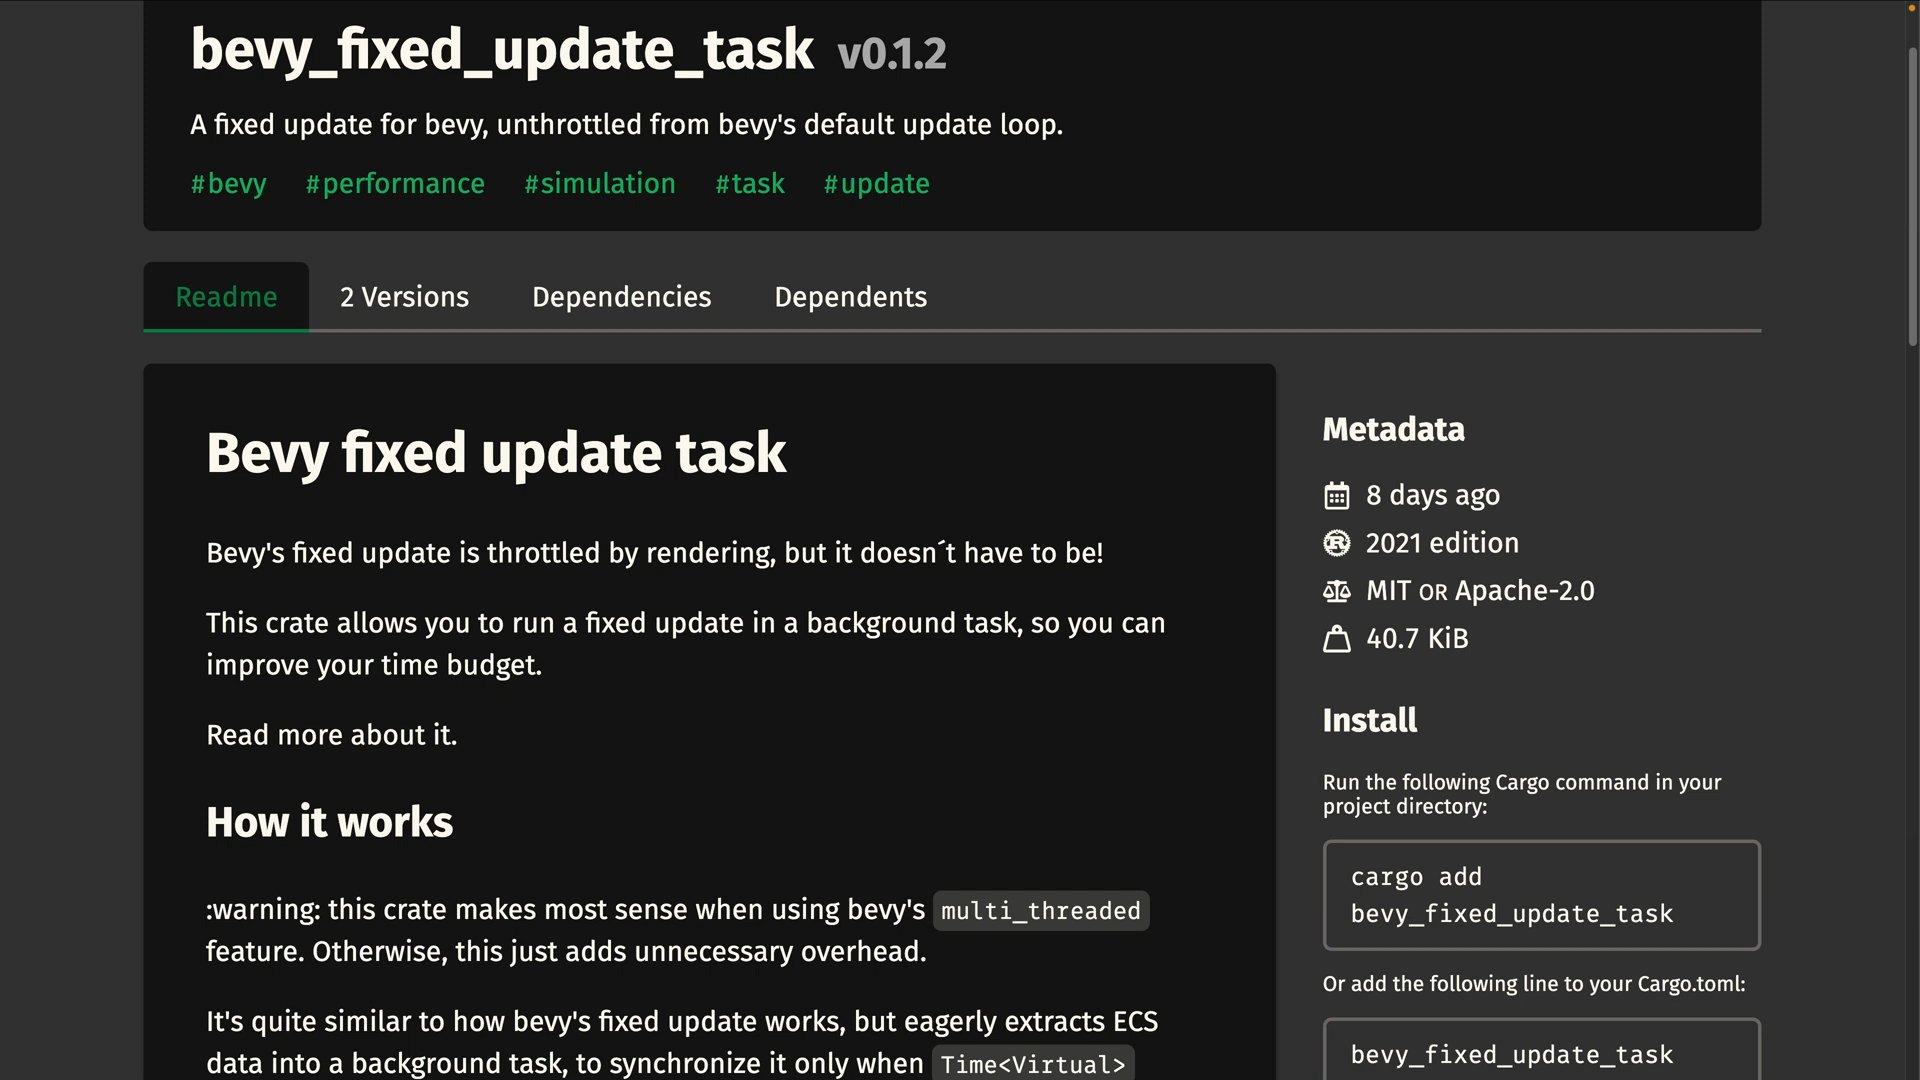 bevy_fixed_update_task v0.1.2
A fixed update for bevy, unthrottled from bevy's default update loop.
#bevy #performance #simulation #task #update
Readme 2 Versions Dependencies Dependents
Bevy fixed update task
Bevy's fixed update is throttled by rendering, but it doesn´t have to be!
This crate allows you to run a fixed update in a background task, so you can
improve your time budget.
Read more about it.
How it works
:warning: this crate makes most sense when using bevy's multi_threaded
feature. Otherwise, this just adds unnecessary overhead.
It's quite similar to how bevy's fixed update works, but eagerly extracts ECS
data into a background task, to synchronize it only when Time<Virtual>
Metadata
8 days ago
2021 edition
MIT OR Apache-2.0
40.7 KiB
Install
Run the following Cargo command in your
project directory:
cargo add
bevy_fixed_update_task
Or add the following line to your Cargo.toml:
bevy_fixed_update_task